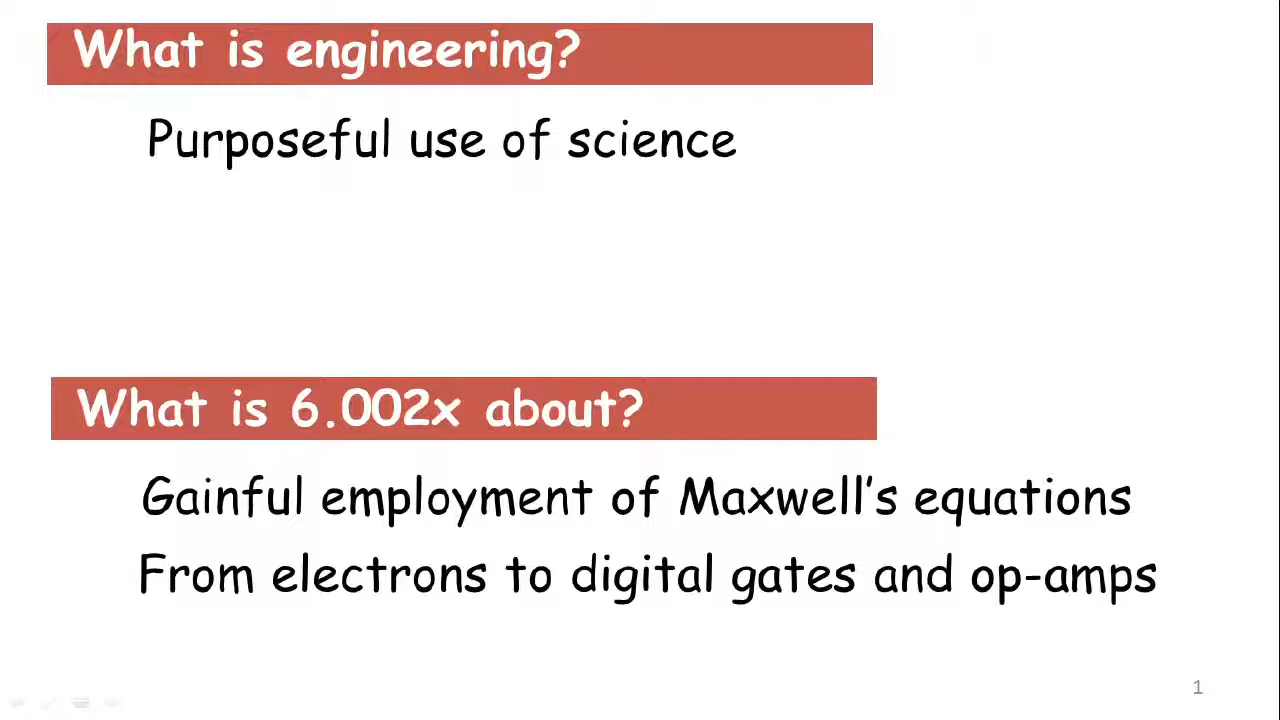 What is engineering?
Purposeful use of science
What is 6.002x about?
Gainful employment of Maxwell's equations
From electrons to digital gates and op-amps
1